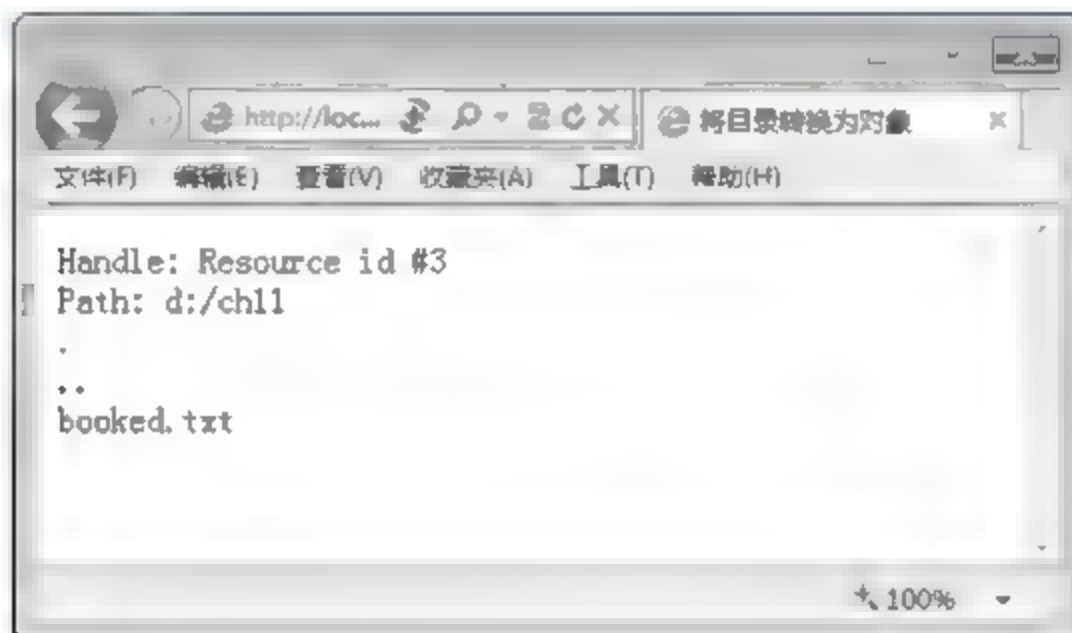 http://loc... 将目录转换为对象
文件(F) 编辑(E) 查看(V) 收藏夹(A) 工具(T) 帮助(H)
Handle: Resource id #3
Path: d:/ch11
.
..
booked.txt
100%